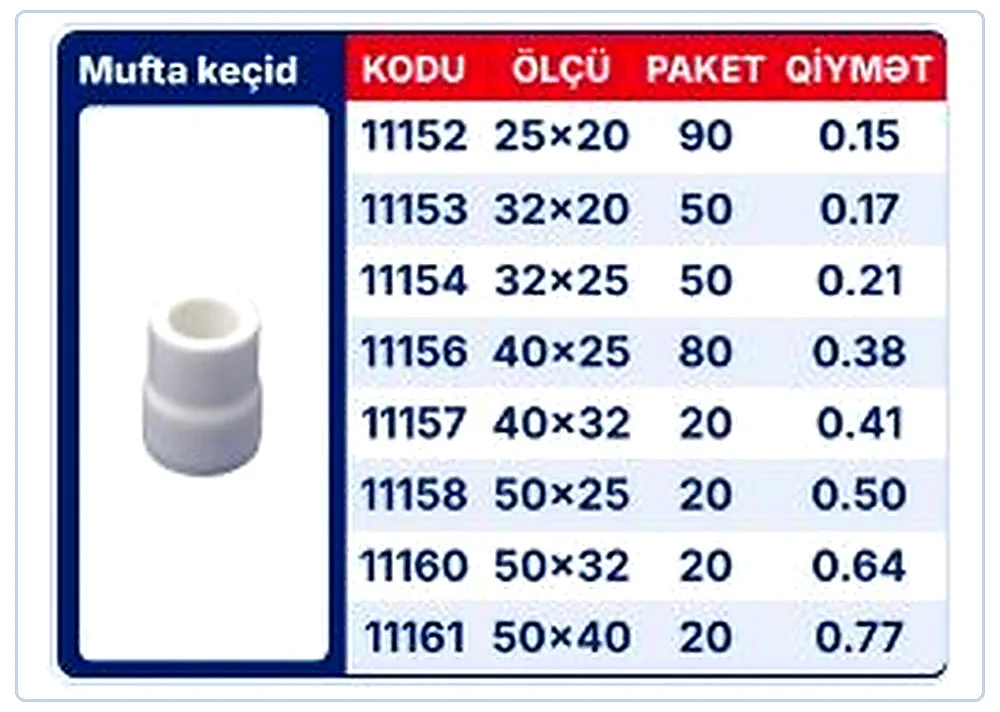 Mufta keçid
KODU ÖLÇÜ PAKET QİYMƏT
11152 25×20 90 0.15
11153 32×20 50 0.17
11154 32×25 50 0.21
11156 40×25 80 0.38
11157 40×32 20 0.41
11158 50×25 20 0.50
11160 50×32 20 0.64
11161 50×40 20 0.77